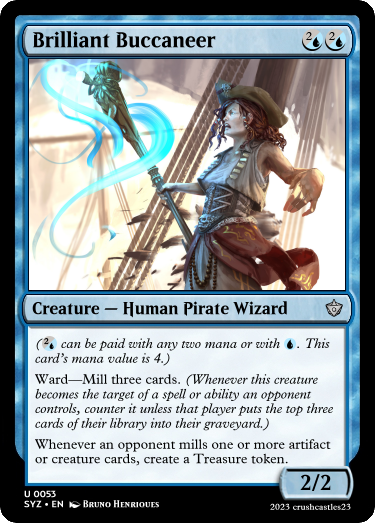 Brilliant Buccaneer 2 2
Creature — Human Pirate Wizard
(2 can be paid with any two mana or with . This
card's mana value is 4.)
Ward—Mill three cards. (Whenever this creature
becomes the target of a spell or ability an opponent
controls, counter it unless that player puts the top three
cards of their library into their graveyard.)
Whenever an opponent mills one or more artifact
or creature cards, create a Treasure token.
2/2
U 0053
SYZ • EN Bruno Henriques
2023 crushcastles23